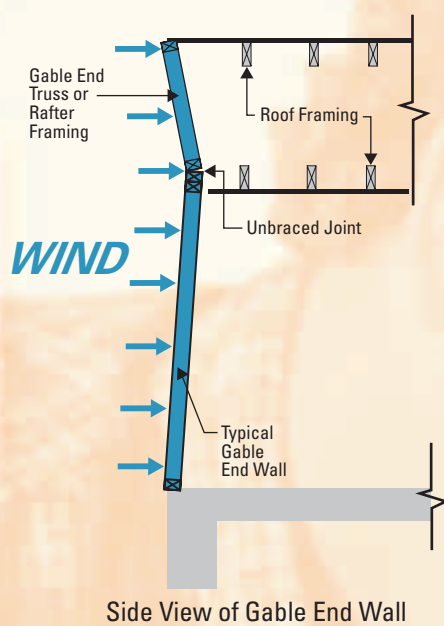 Gable End
Truss or
Rafter
Framing
Roof Framing
Unbraced Joint
WIND
Typical
Gable
End Wall
Side View of Gable End Wall